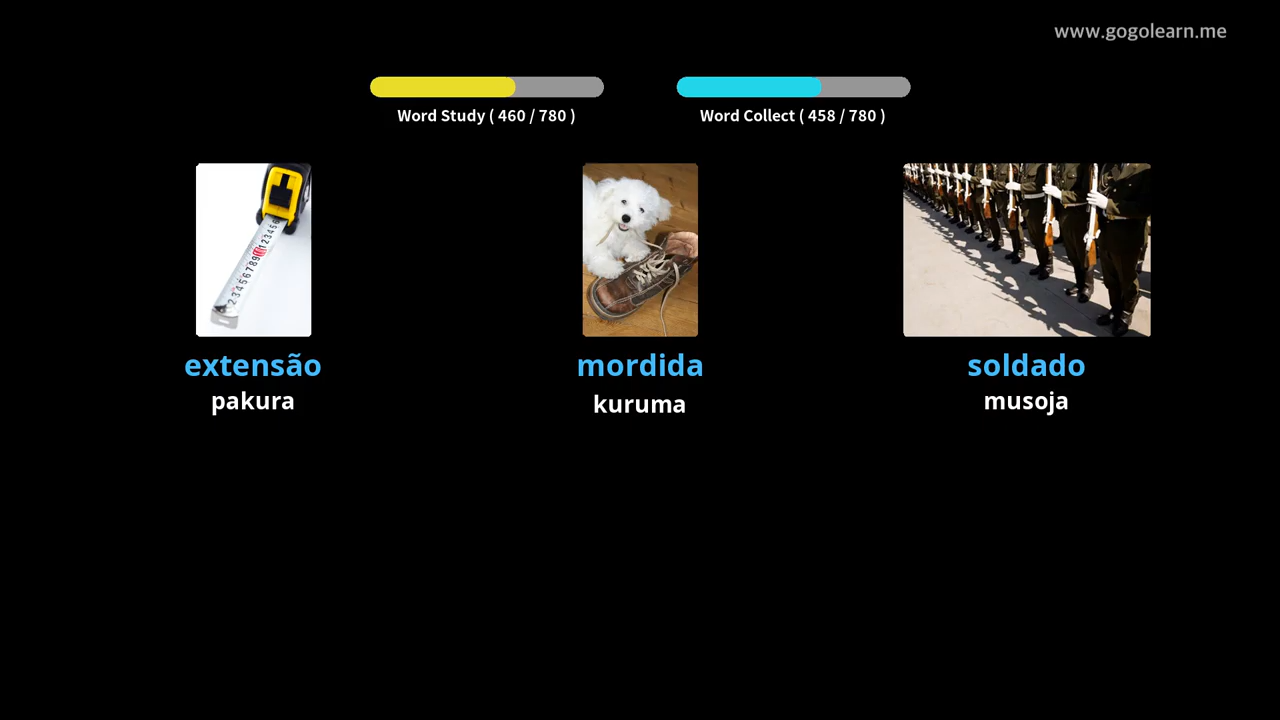 www.gogolearn.me
Word Study ( 460 / 780 )
Word Collect ( 458 / 780 )
extensão
pakura
mordida
kuruma
soldado
musoja